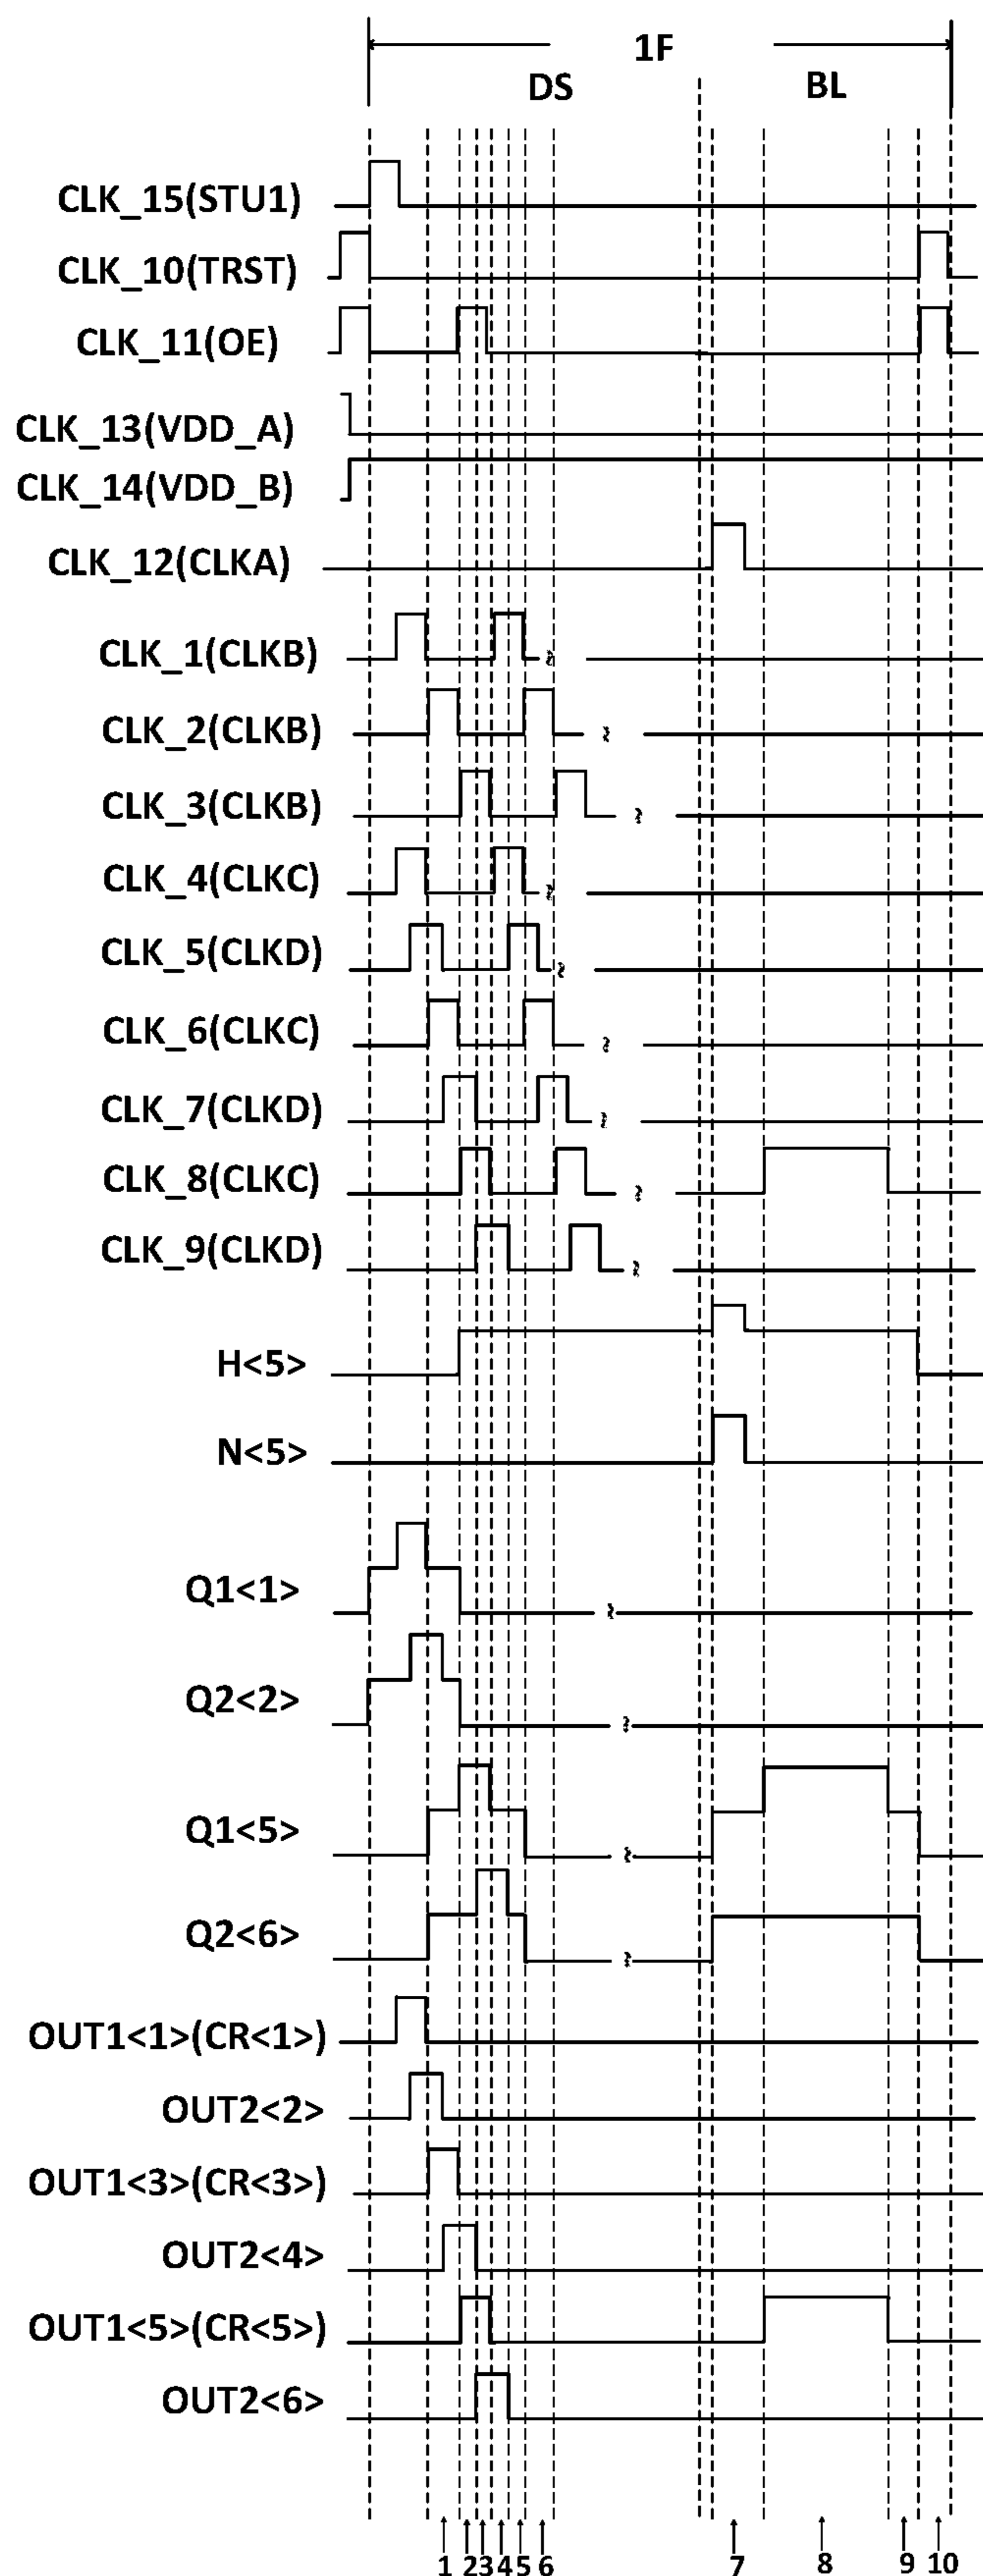 1F
DS BL
CLK_15(STU1)
CLK_10(TRST)
CLK_11(OE)
CLK_13(VDD_A)
CLK_14(VDD_B)
CLK_12(CLKA)
CLK_1(CLKB)
CLK_2(CLKB)
CLK_3(CLKB)
CLK_4(CLKC)
CLK_5(CLKD)
CLK_6(CLKC)
CLK_7(CLKD)
CLK_8(CLKC)
CLK_9(CLKD)
H<5>
N<5>
Q1<1>
Q2<2>
Q1<5>
Q2<6>
OUT1<1>(CR<1>)
OUT2<2>
OUT1<3>(CR<3>)
OUT2<4>
OUT1<5>(CR<5>)
OUT2<6>
1 2 3 4 5 6 7 8 9 10